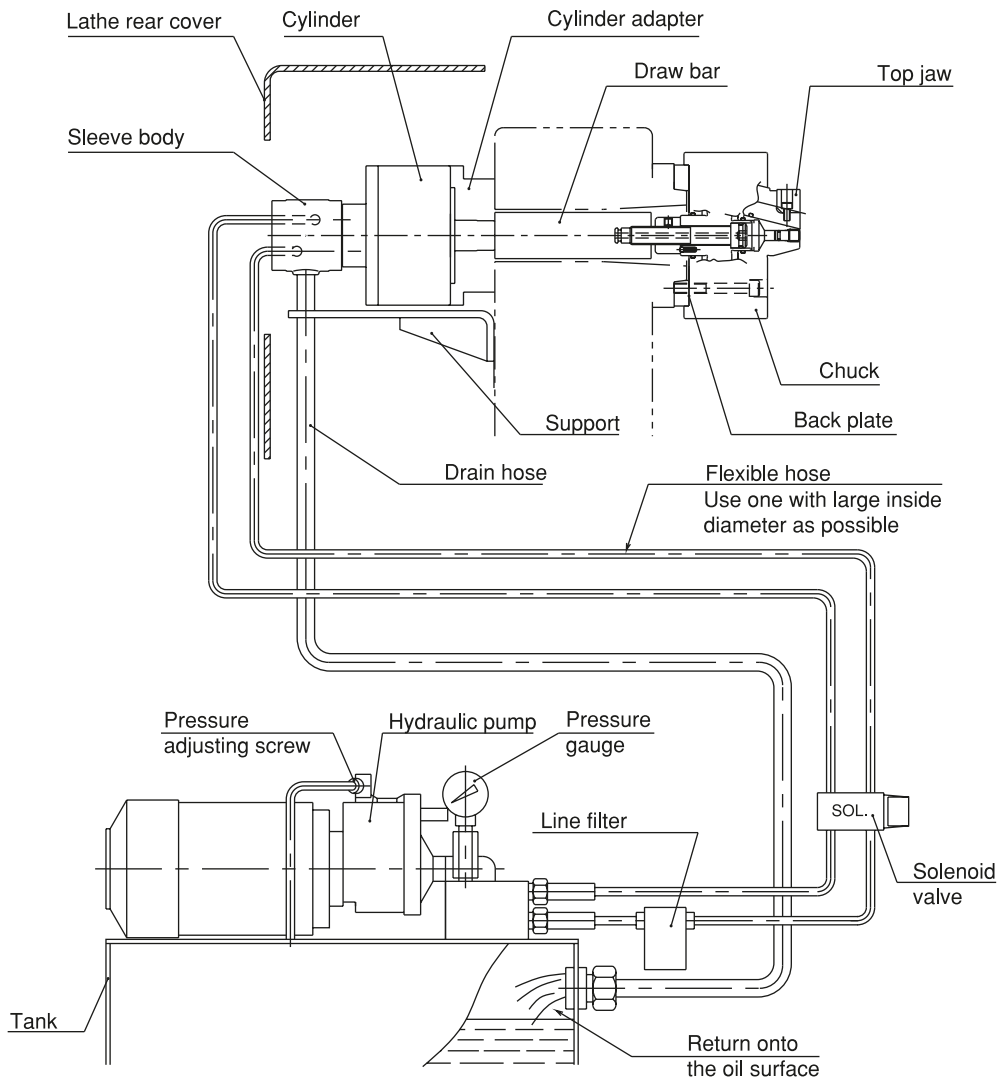 Lathe rear cover
Cylinder
Cylinder adapter
Draw bar
Top jaw
Sleeve body
Chuck
Back plate
Support
Drain hose
Flexible hose
Use one with large inside
diameter as possible
Pressure
adjusting screw
Hydraulic pump
Pressure
gauge
Line filter
SOL.
Solenoid
valve
Tank
Return onto
the oil surface